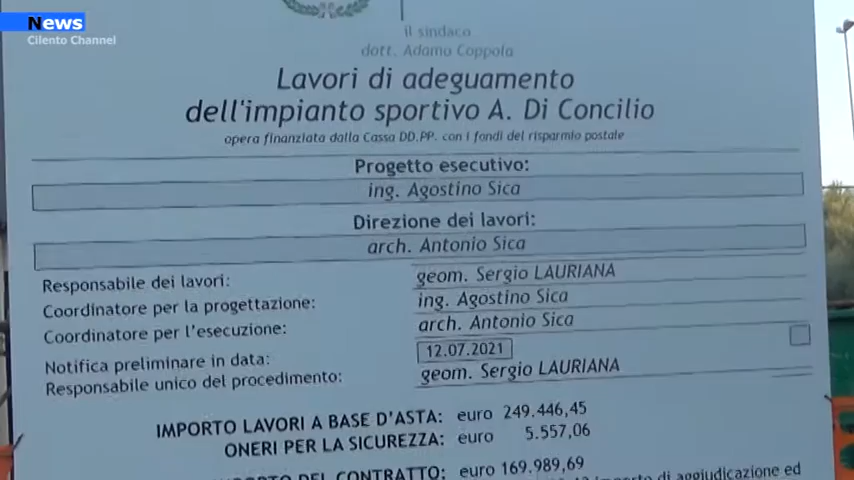 News
Cilento Channel
il sindaco
dott. Adamo Coppola
Lavori di adeguamento
dell'impianto sportivo A. Di Concilio
opera finanziata dalla Cassa DD.PP. con i fondi del risparmio postale
Progetto esecutivo:
ing. Agostino Sica
Direzione dei lavori:
arch. Antonio Sica
Responsabile dei lavori: geom. Sergio LAURIANA
Coordinatore per la progettazione: ing. Agostino Sica
Coordinatore per l'esecuzione: arch. Antonio Sica
Notifica preliminare in data: 12.07.2021
Responsabile unico del procedimento: geom. Sergio LAURIANA
IMPORTO LAVORI A BASE D'ASTA: euro 249.446,45
ONERI PER LA SICUREZZA: euro 5.557,06
IMPORTO DEL CONTRATTO: euro 169.989,69
importo di aggiudicazione ed